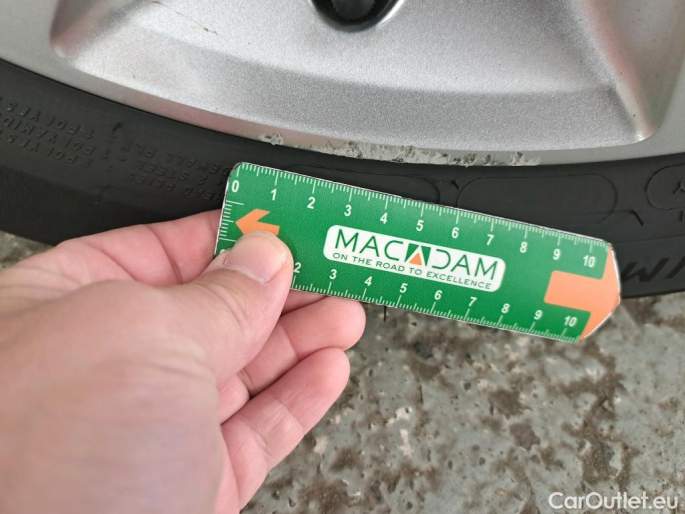 0 1 2 3 4 5 6 7 8 9 10
MACADAM
ON THE ROAD TO EXCELLENCE
2 3 4 5 6 7 8 9 10
CarOutlet.eu